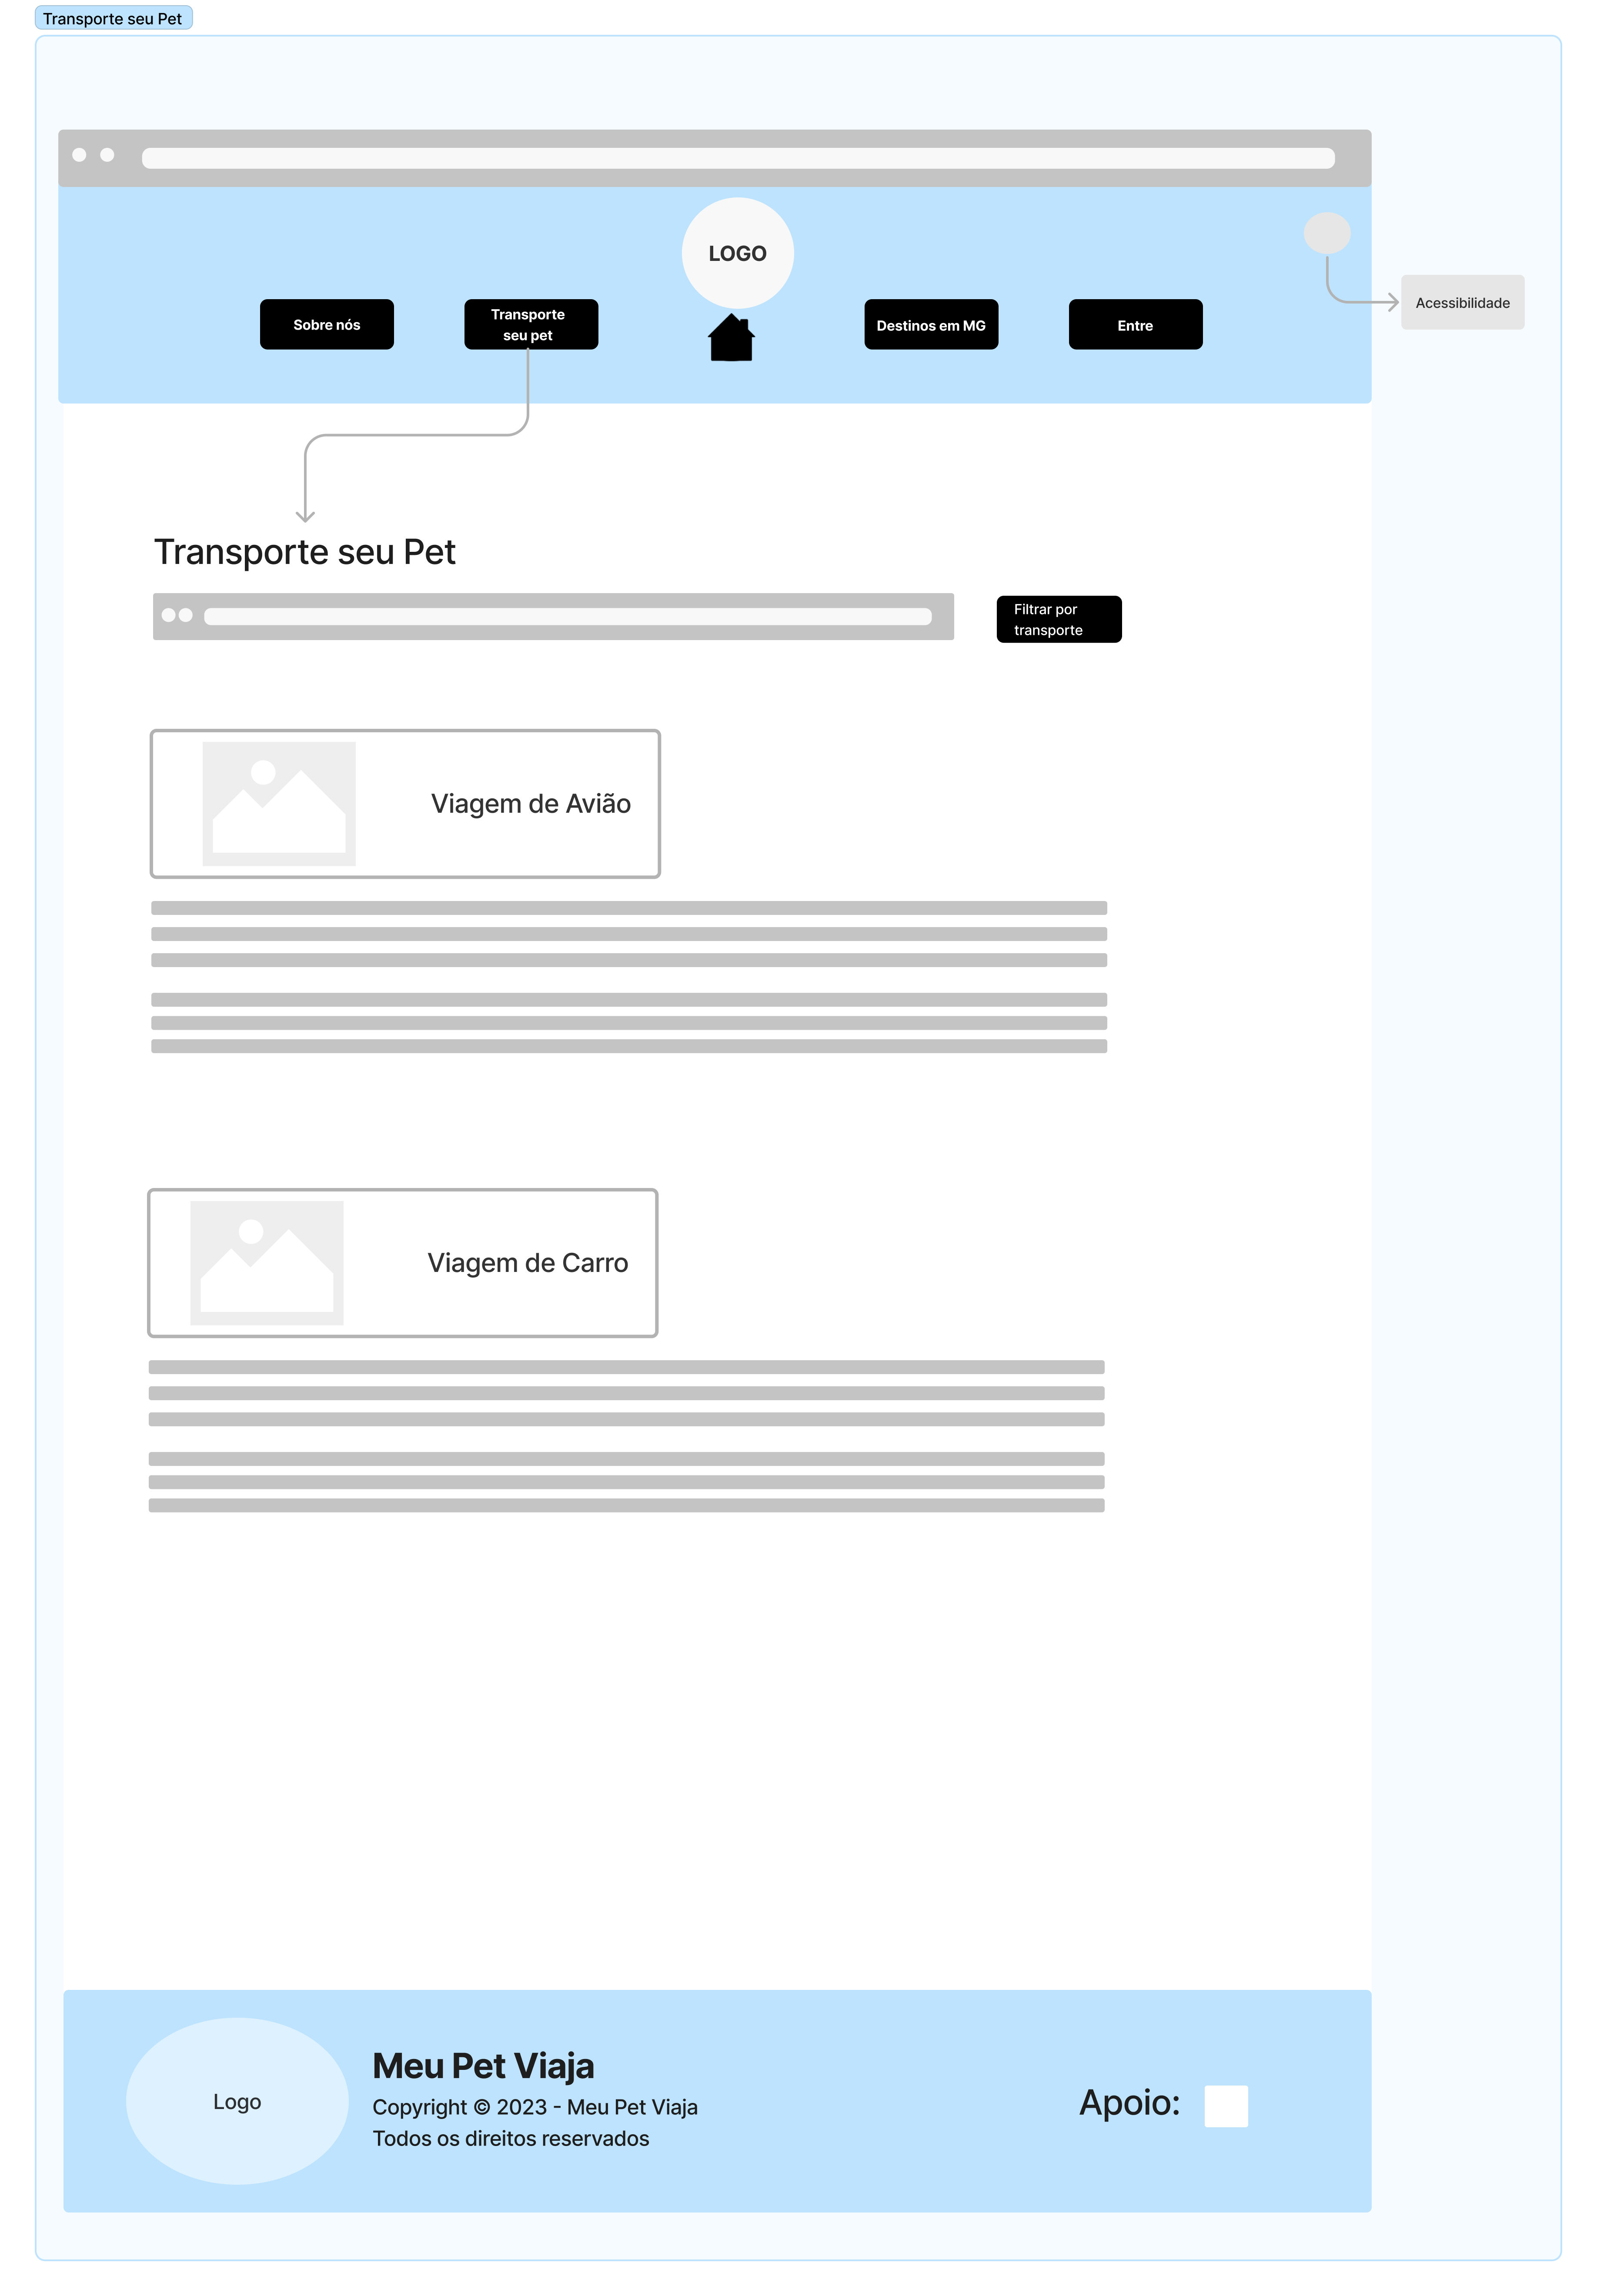 Transporte seu Pet
LOGO
Sobre nós
Transporte
seu pet
Destinos em MG
Entre
Acessibilidade
Transporte seu Pet
Filtrar por
transporte
Viagem de Avião
Viagem de Carro
Logo
Meu Pet Viaja
Copyright © 2023 - Meu Pet Viaja
Todos os direitos reservados
Apoio: